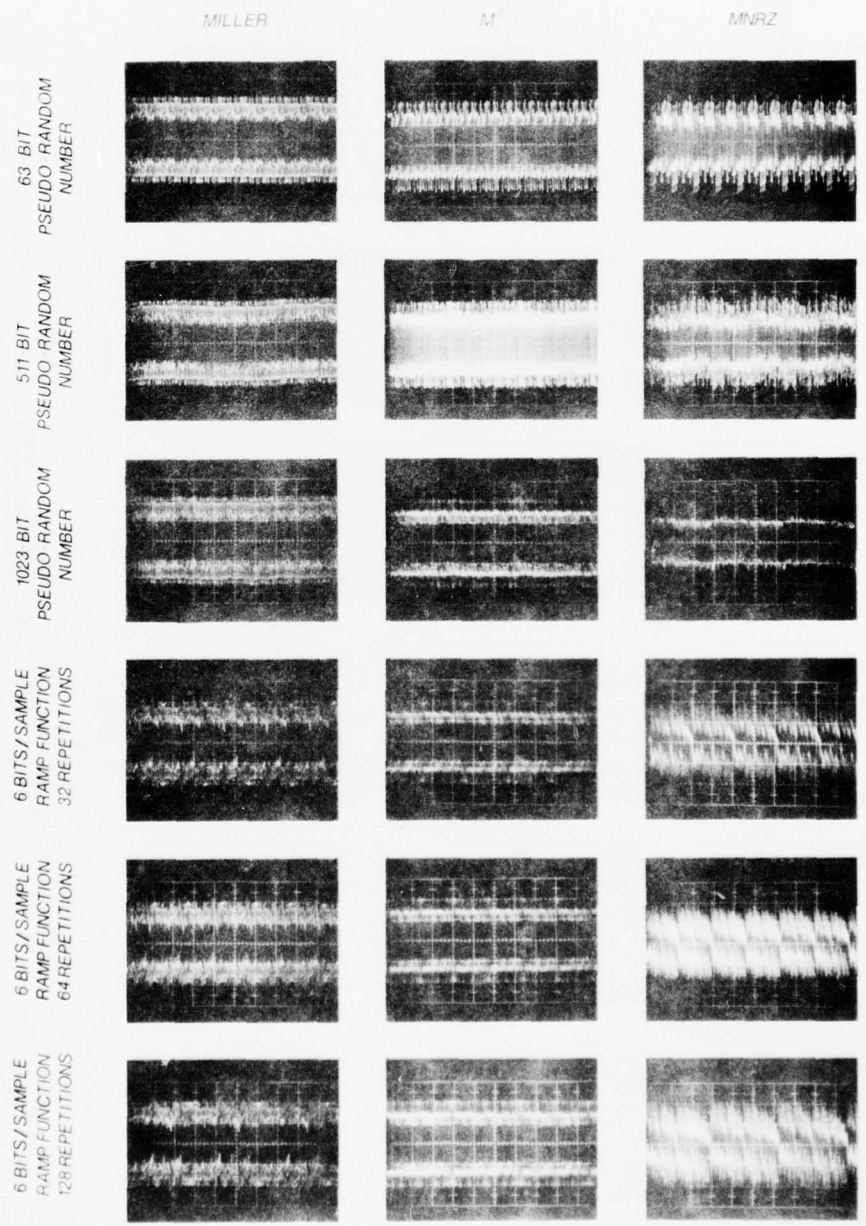 MILLER
M²
MNRZ
63 BIT
PSEUDO-RANDOM
NUMBER
511 BIT
PSEUDO-RANDOM
NUMBER
1023 BIT
PSEUDO-RANDOM
NUMBER
6 BITS/SAMPLE
RAMP FUNCTION
32 REPETITIONS
6 BITS/SAMPLE
RAMP FUNCTION
64 REPETITIONS
6 BITS/SAMPLE
RAMP FUNCTION
128 REPETITIONS